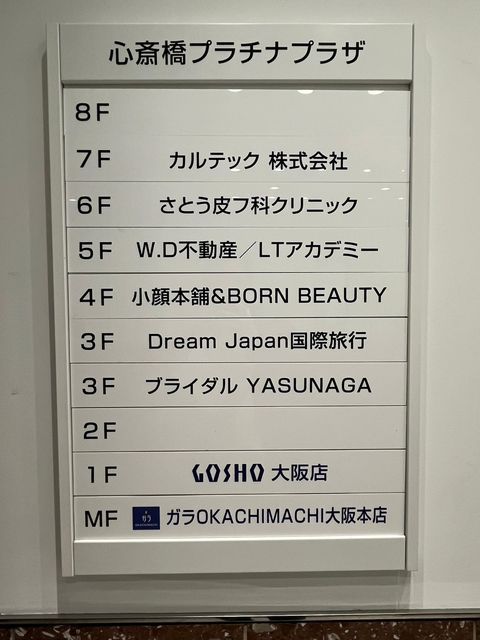 心斎橋プラチナプラザ
8F
7F カルテック 株式会社
6F さとう皮フ科クリニック
5F W.D不動産／LTアカデミー
4F 小顔本舗&BORN BEAUTY
3F Dream Japan国際旅行
3F ブライダル YASUNAGA
2F
1F GOSHO 大阪店
MF ガラOKACHIMACHI大阪本店